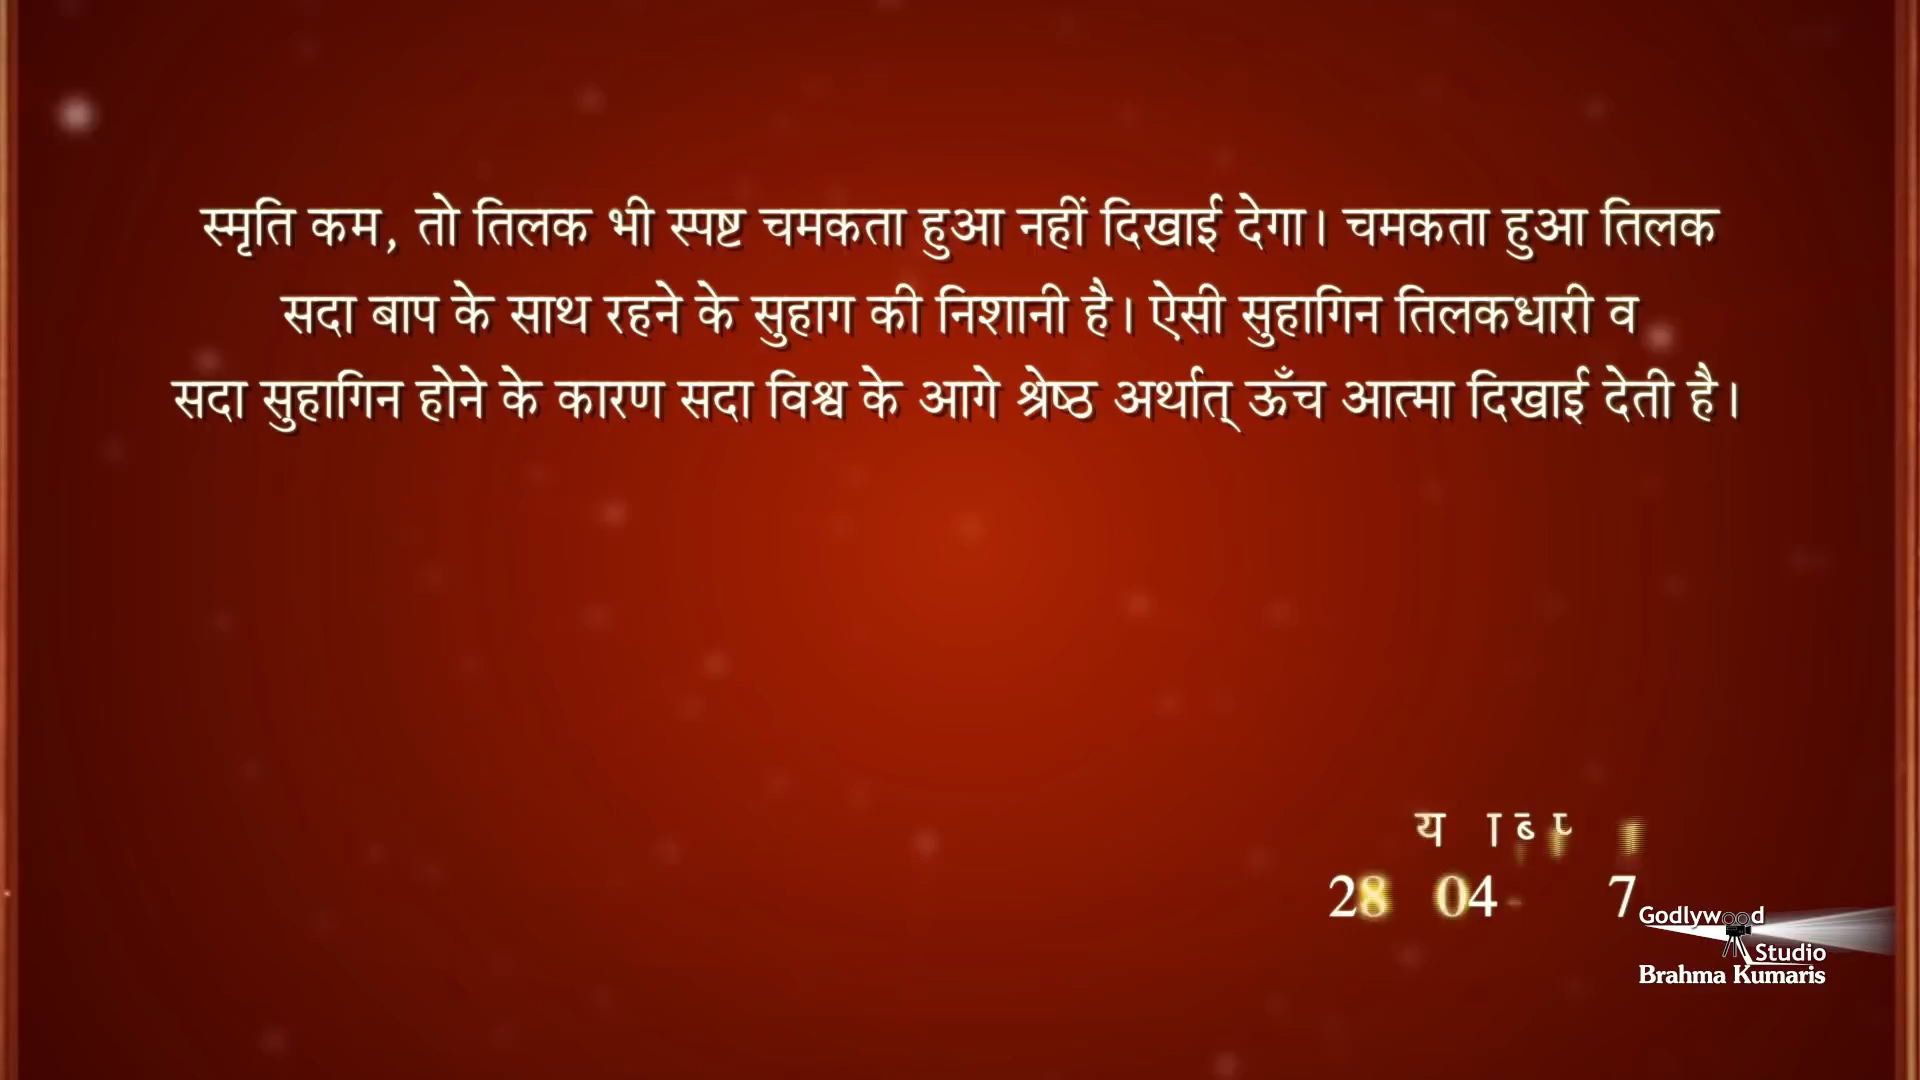 स्मृति कम, तो तिलक भी स्पष्ट चमकता हुआ नहीं दिखाई देगा। चमकता हुआ तिलक
सदा बाप के साथ रहने के सुहाग की निशानी है। ऐसी सुहागिन तिलकधारी व
सदा सुहागिन होने के कारण सदा विश्व के आगे श्रेष्ठ अर्थात् ऊँच आत्मा दिखाई देती है।
28 04- 7
Godlywood
Studio
Brahma Kumaris